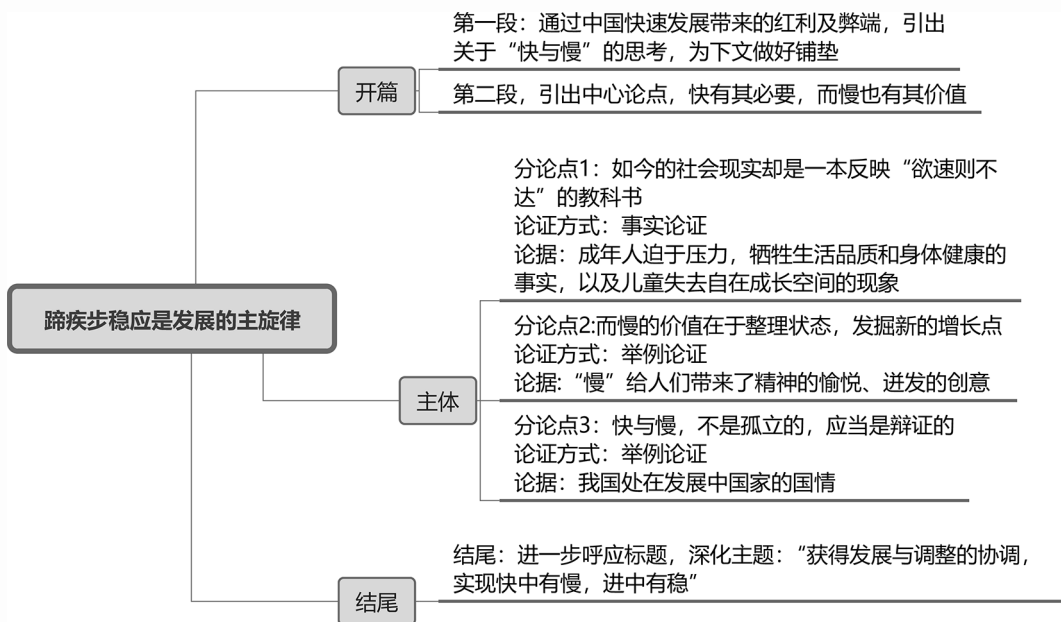 第一段：通过中国快速发展带来的红利及弊端，引出
关于“快与慢”的思考，为下文做好铺垫
开篇
第二段，引出中心论点，快有其必要，而慢也有其价值
分论点1：如今的社会现实却是一本反映“欲速则不
达”的教科书
论证方式：事实论证
论据：成年人迫于压力，牺牲生活品质和身体健康的
事实，以及儿童失去自在成长空间的现象
蹄疾步稳应是发展的主旋律
分论点2:而慢的价值在于整理状态，发掘新的增长点
论证方式：举例论证
论据:“慢”给人们带来了精神的愉悦、迸发的创意
主体
分论点3：快与慢，不是孤立的，应当是辩证的
论证方式：举例论证
论据：我国处在发展中国家的国情
结尾：进一步呼应标题，深化主题：“获得发展与调整的协调，
实现快中有慢，进中有稳”
结尾